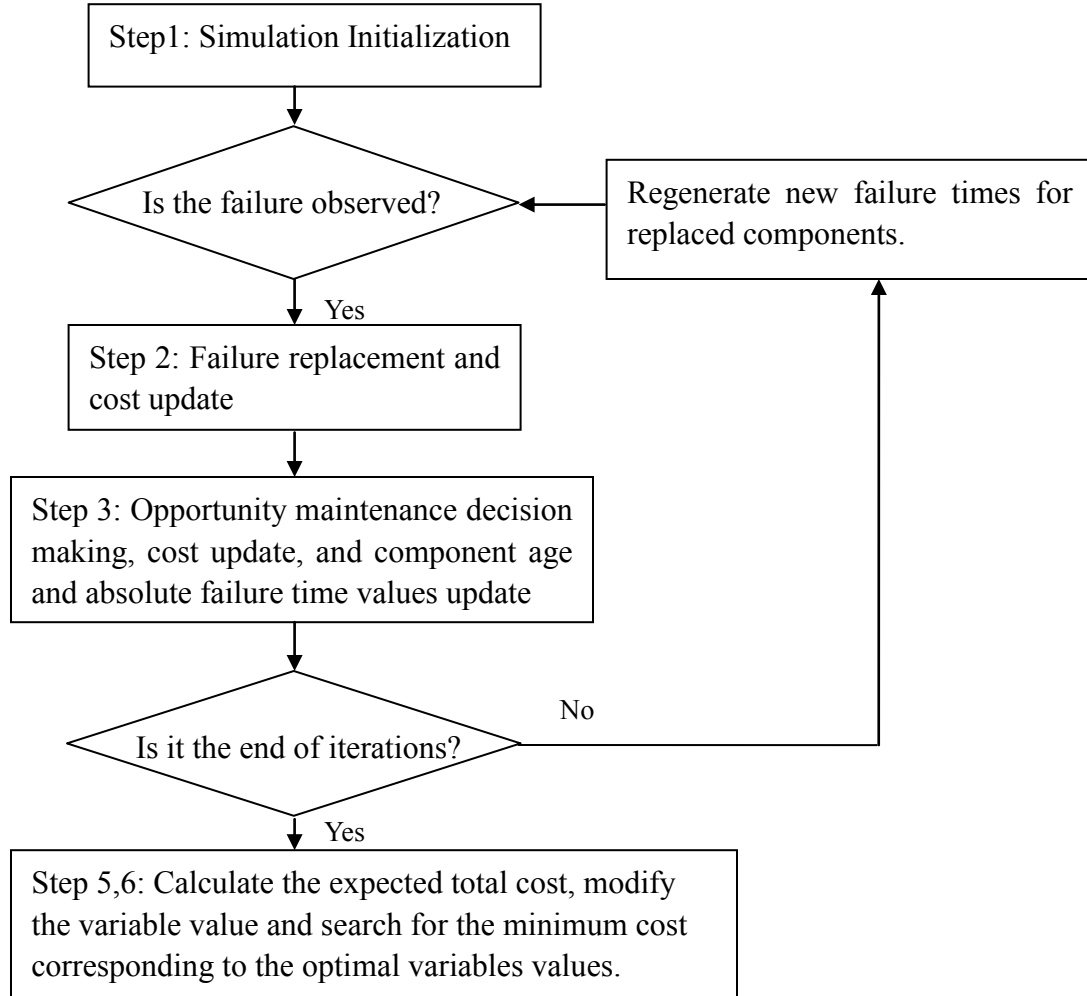 Step1: Simulation Initialization
Is the failure observed?
Regenerate new failure times for
replaced components.
Yes
Step 2: Failure replacement and
cost update
Step 3: Opportunity maintenance decision
making, cost update, and component age
and absolute failure time values update
No
Is it the end of iterations?
Yes
Step 5,6: Calculate the expected total cost, modify
the variable value and search for the minimum cost
corresponding to the optimal variables values.